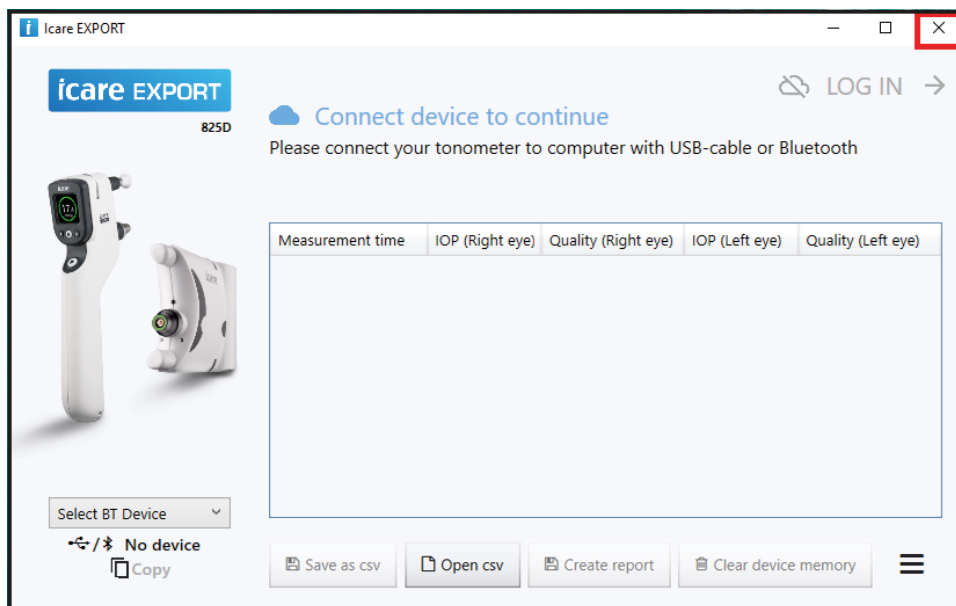 Icare EXPORT
LOG IN
icare EXPORT
825D
Connect device to continue
Please connect your tonometer to computer with USB-cable or Bluetooth
Measurement time IOP (Right eye) Quality (Right eye) IOP (Left eye) Quality (Left eye)
Select BT Device
/ No device
Copy
Save as csv Open csv Create report Clear device memory